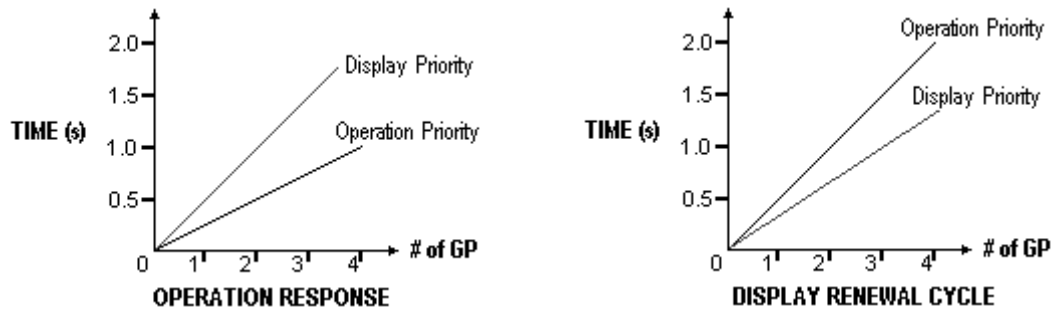 2.0
1.5
1.0
0.5
0
1
2
3
4
TIME (s)
Display Priority
Operation Priority
# of GP
OPERATION RESPONSE
2.0
1.5
1.0
0.5
0
1
2
3
4
TIME (s)
Operation Priority
Display Priority
# of GP
DISPLAY RENEWAL CYCLE